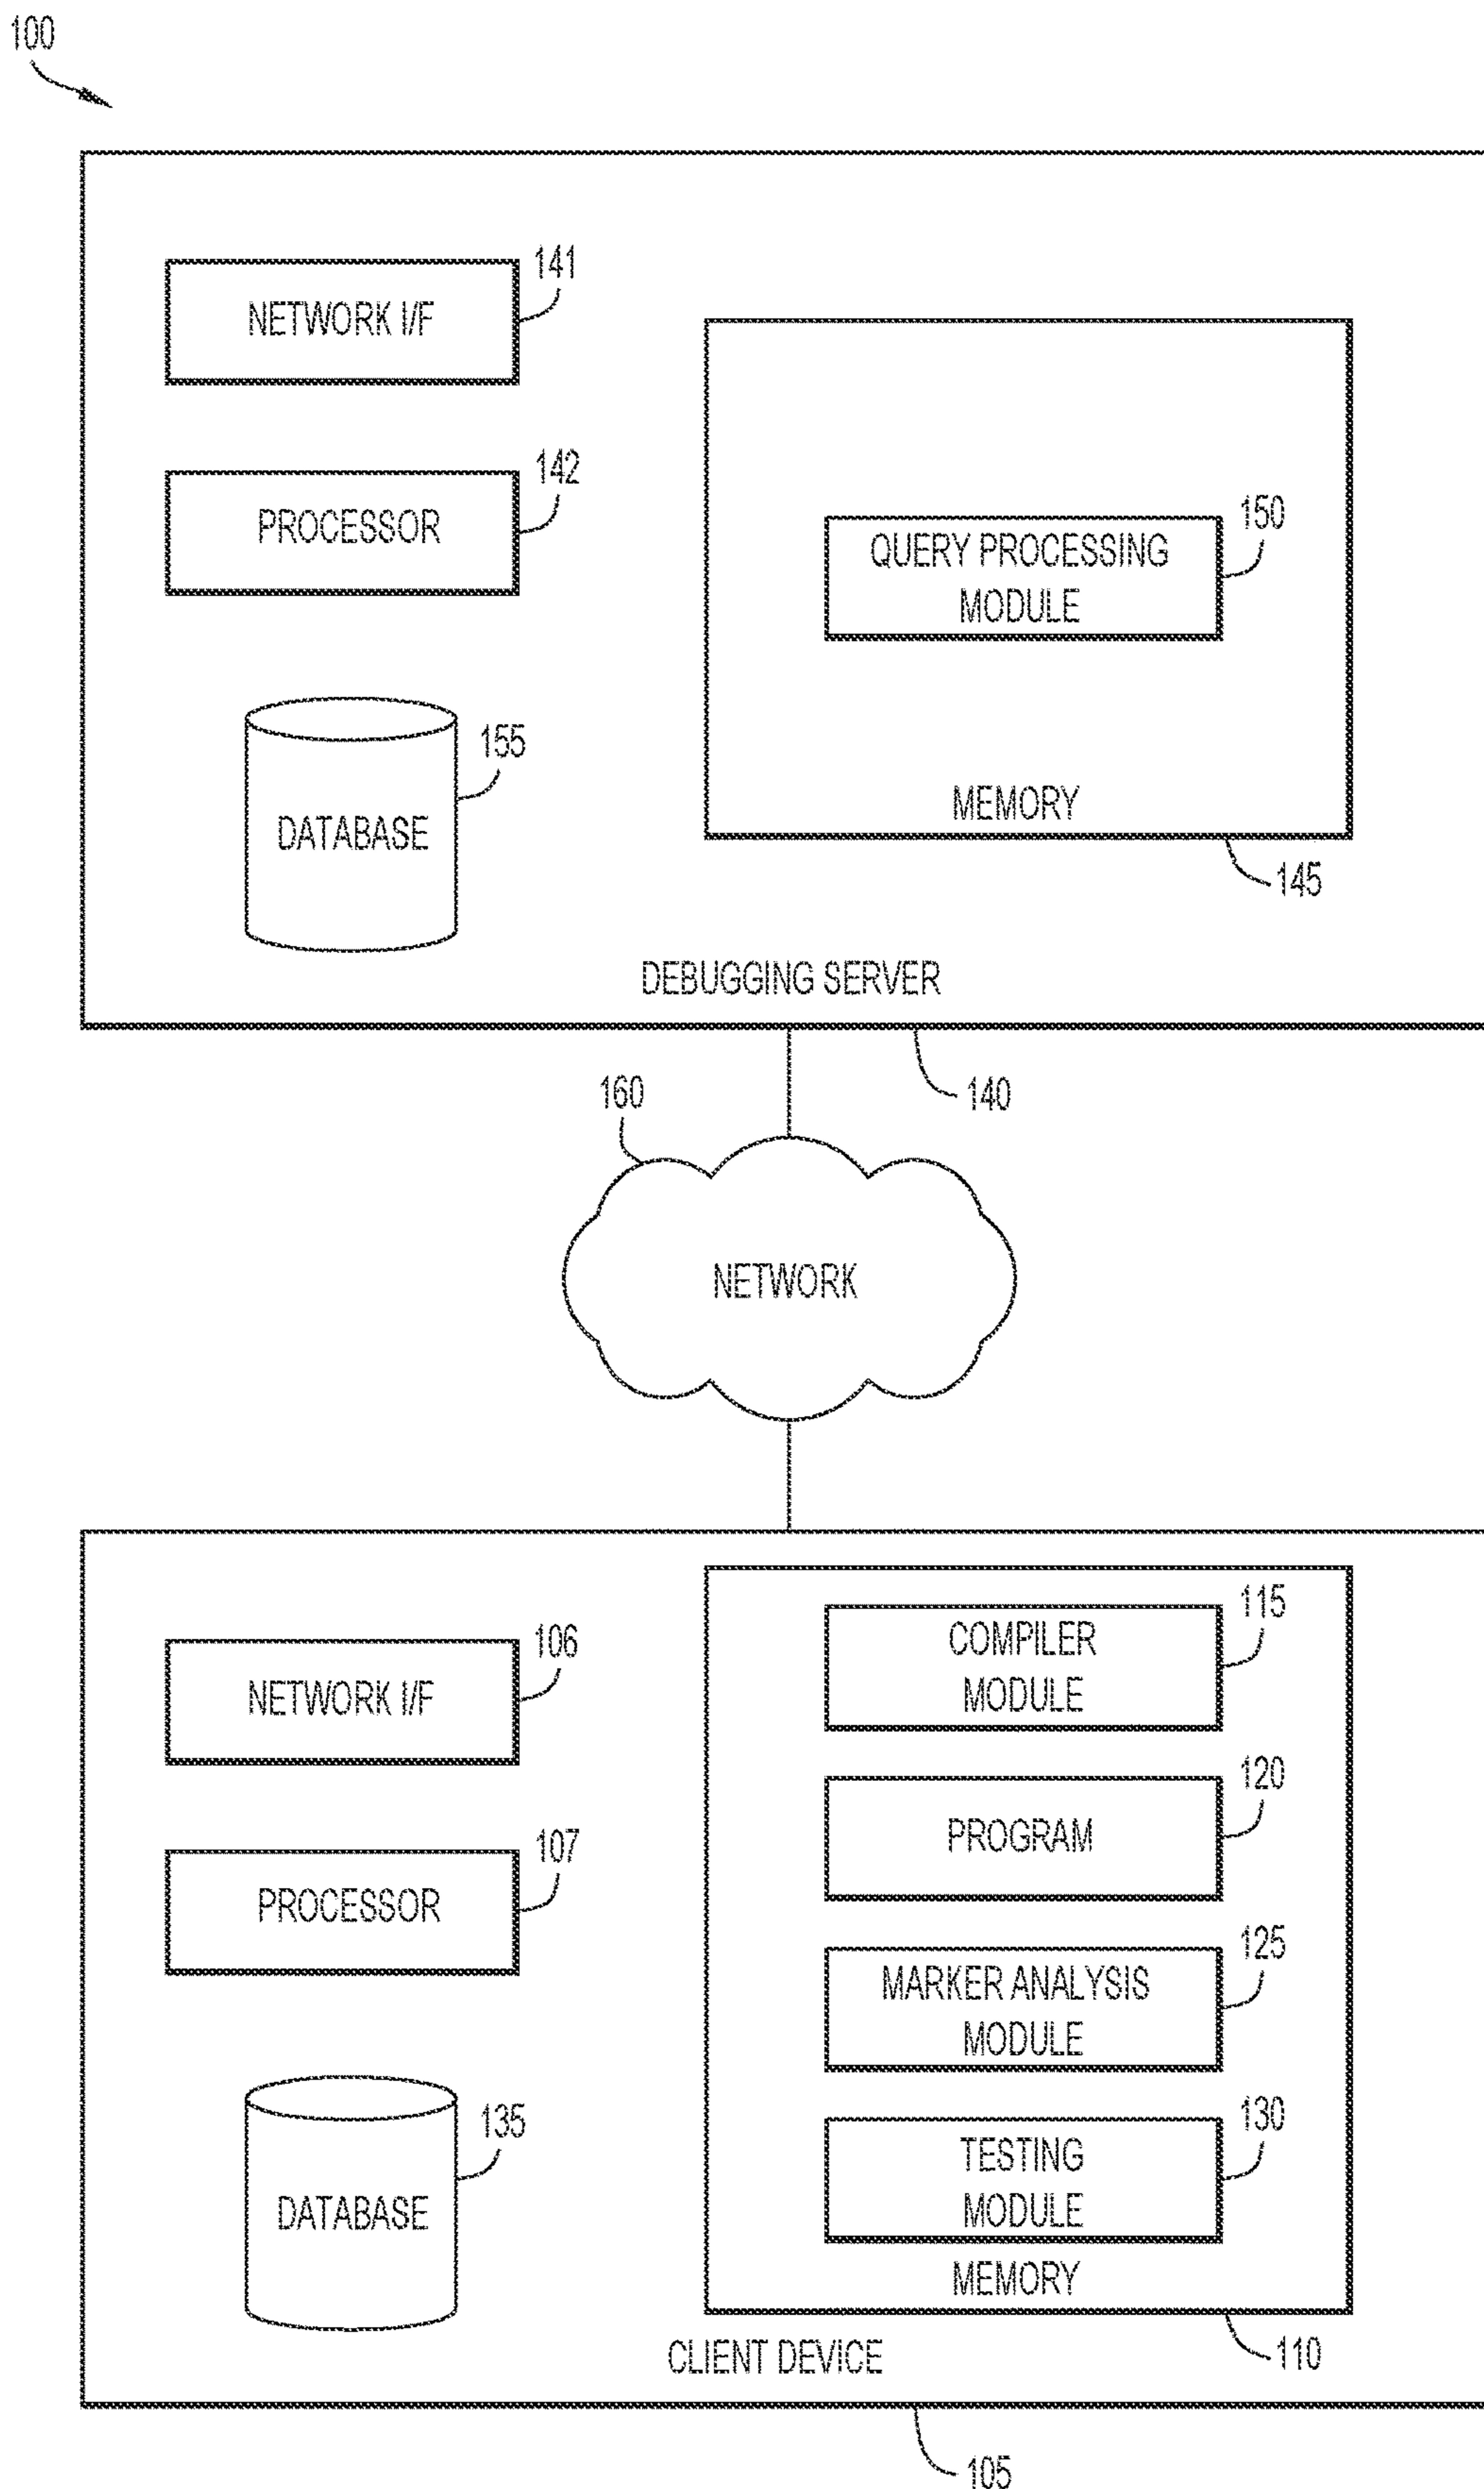 100
141
NETWORK I/F
142
PROCESSOR
150
QUERY PROCESSING
MODULE
155
DATABASE
MEMORY
145
DEBUGGING SERVER
140
160
NETWORK
115
COMPILER
MODULE
106
NETWORK I/F
120
PROGRAM
107
PROCESSOR
125
MARKER ANALYSIS
MODULE
130
TESTING
MODULE
135
DATABASE
MEMORY
110
CLIENT DEVICE
105